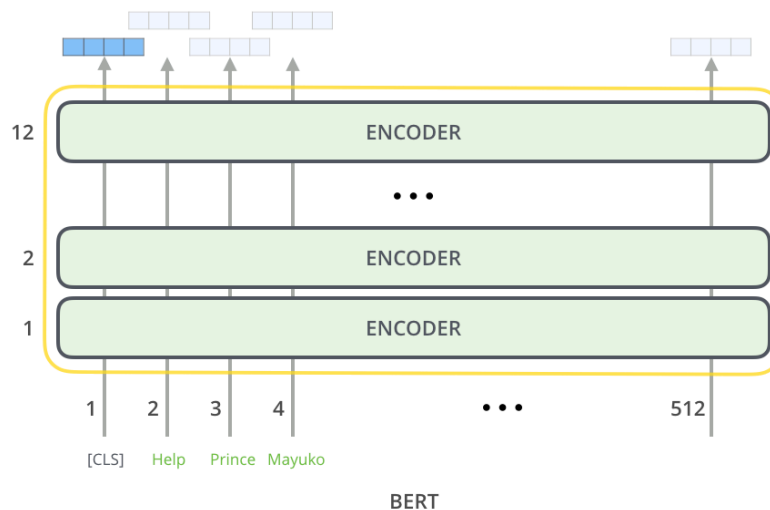 12 ENCODER
...
2 ENCODER
1 ENCODER
1 2 3 4 ... 512
[CLS] Help Prince Mayuko
BERT